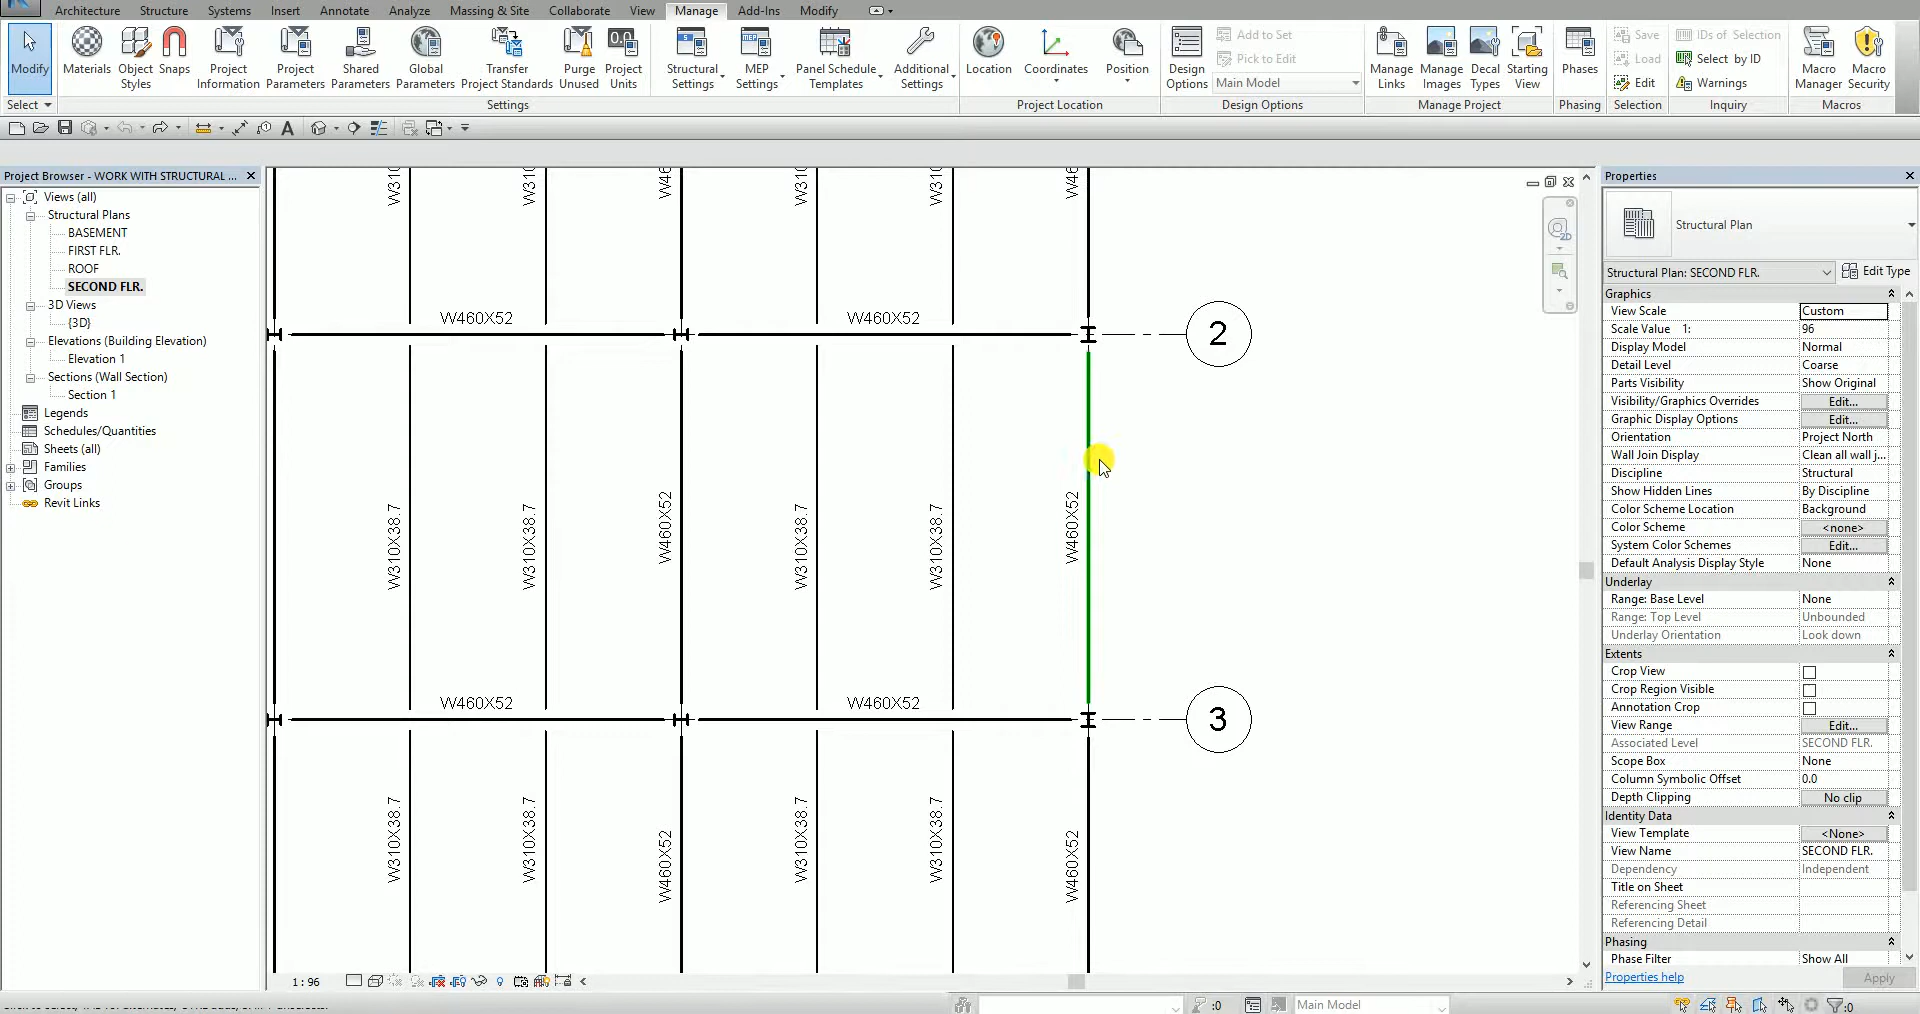 Architecture Structure Systems Insert Annotate Analyze Massing & Site Collaborate View Manage Add-Ins Modify
Modify
Materials
Object Styles
Snaps
Project Information
Project Parameters
Shared Parameters
Global Parameters
Transfer Project Standards
Purge Unused
Project Units
Structural Settings
MEP Settings
Panel Schedule Templates
Additional Settings
Location
Coordinates
Position
Design Options
Add to Set
Pick to Edit
Main Model
Manage Links
Manage Images
Decal Types
Starting View
Phases
Save
Load
Edit
IDs of Selection
Select by ID
Warnings
Macro Manager
Macro Security
Select
Settings
Project Location
Design Options
Manage Project
Phasing
Selection
Inquiry
Macros
Project Browser - WORK WITH STRUCTURAL ...
Views (all)
Structural Plans
BASEMENT
FIRST FLR.
ROOF
SECOND FLR.
3D Views
{3D}
Elevations (Building Elevation)
Elevation 1
Sections (Wall Section)
Section 1
Legends
Schedules/Quantities
Sheets (all)
Families
Groups
Revit Links
W310
W310
W46
W310
W310
W46
W460X52
W460X52
2
W310X38.7
W310X38.7
W460X52
W310X38.7
W310X38.7
W460X52
W460X52
W460X52
3
W310X38.7
W310X38.7
W460X52
W310X38.7
W310X38.7
W460X52
2D
1 : 96
Properties
Structural Plan
Structural Plan: SECOND FLR.
Edit Type
Graphics
View Scale Custom
Scale Value 1: 96
Display Model Normal
Detail Level Coarse
Parts Visibility Show Original
Visibility/Graphics Overrides Edit...
Graphic Display Options Edit...
Orientation Project North
Wall Join Display Clean all wall j...
Discipline Structural
Show Hidden Lines By Discipline
Color Scheme Location Background
Color Scheme <none>
System Color Schemes Edit...
Default Analysis Display Style None
Underlay
Range: Base Level None
Range: Top Level Unbounded
Underlay Orientation Look down
Extents
Crop View
Crop Region Visible
Annotation Crop
View Range Edit...
Associated Level SECOND FLR.
Scope Box None
Column Symbolic Offset 0.0
Depth Clipping No clip
Identity Data
View Template <None>
View Name SECOND FLR.
Dependency Independent
Title on Sheet
Referencing Sheet
Referencing Detail
Phasing
Phase Filter Show All
Properties help
Apply
:0
Main Model
:0